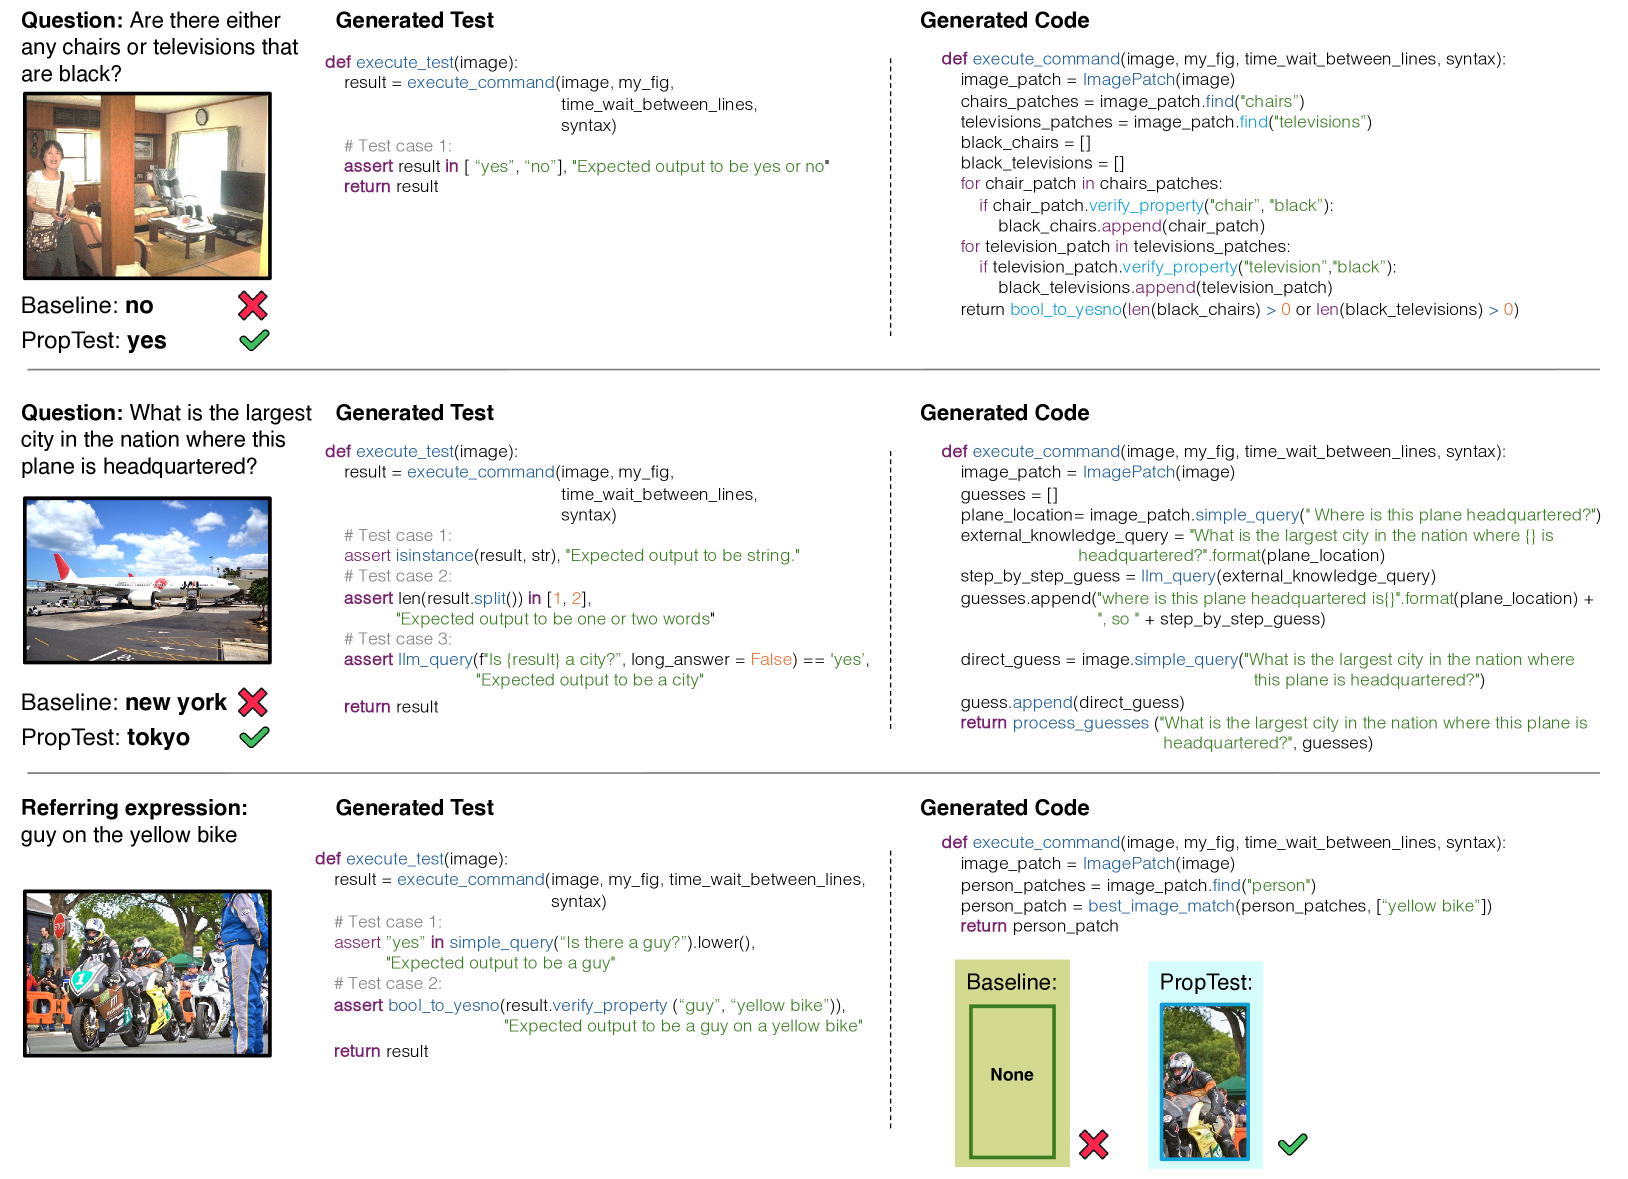 Question: Are there either
any chairs or televisions that
are black?
Baseline: no
PropTest: yes
Generated Test
def execute_test(image):
result = execute_command(image, my_fig,
time_wait_between_lines,
syntax)
# Test case 1:
assert result in [ “yes”, “no”], "Expected output to be yes or no"
return result
Generated Code
def execute_command(image, my_fig, time_wait_between_lines, syntax):
image_patch = ImagePatch(image)
chairs_patches = image_patch.find("chairs”)
televisions_patches = image_patch.find("televisions”)
black_chairs = []
black_televisions = []
for chair_patch in chairs_patches:
if chair_patch.verify_property("chair”, "black”):
black_chairs.append(chair_patch)
for television_patch in televisions_patches:
if television_patch.verify_property("television”,"black”):
black_televisions.append(television_patch)
return bool_to_yesno(len(black_chairs) > 0 or len(black_televisions) > 0)
Question: What is the largest
city in the nation where this
plane is headquartered?
JAL
Baseline: new york
PropTest: tokyo
Generated Test
def execute_test(image):
result = execute_command(image, my_fig,
time_wait_between_lines,
syntax)
# Test case 1:
assert isinstance(result, str), "Expected output to be string."
# Test case 2:
assert len(result.split()) in [1, 2],
"Expected output to be one or two words"
# Test case 3:
assert llm_query(f"Is {result} a city?”, long_answer = False) == 'yes’,
"Expected output to be a city"
return result
Generated Code
def execute_command(image, my_fig, time_wait_between_lines, syntax):
image_patch = ImagePatch(image)
guesses = []
plane_location= image_patch.simple_query(" Where is this plane headquartered?")
external_knowledge_query = "What is the largest city in the nation where {} is
headquartered?".format(plane_location)
step_by_step_guess = llm_query(external_knowledge_query)
guesses.append("where is this plane headquartered is{}".format(plane_location) +
", so " + step_by_step_guess)
direct_guess = image.simple_query("What is the largest city in the nation where
this plane is headquartered?")
guess.append(direct_guess)
return process_guesses ("What is the largest city in the nation where this plane is
headquartered?", guesses)
Referring expression:
guy on the yellow bike
STOP
1
Generated Test
def execute_test(image):
result = execute_command(image, my_fig, time_wait_between_lines,
syntax)
# Test case 1:
assert ”yes” in simple_query(“Is there a guy?”).lower(),
"Expected output to be a guy"
# Test case 2:
assert bool_to_yesno(result.verify_property (“guy”, “yellow bike”)),
"Expected output to be a guy on a yellow bike"
return result
Generated Code
def execute_command(image, my_fig, time_wait_between_lines, syntax):
image_patch = ImagePatch(image)
person_patches = image_patch.find("person")
person_patch = best_image_match(person_patches, [“yellow bike”])
return person_patch
Baseline:
None
PropTest: